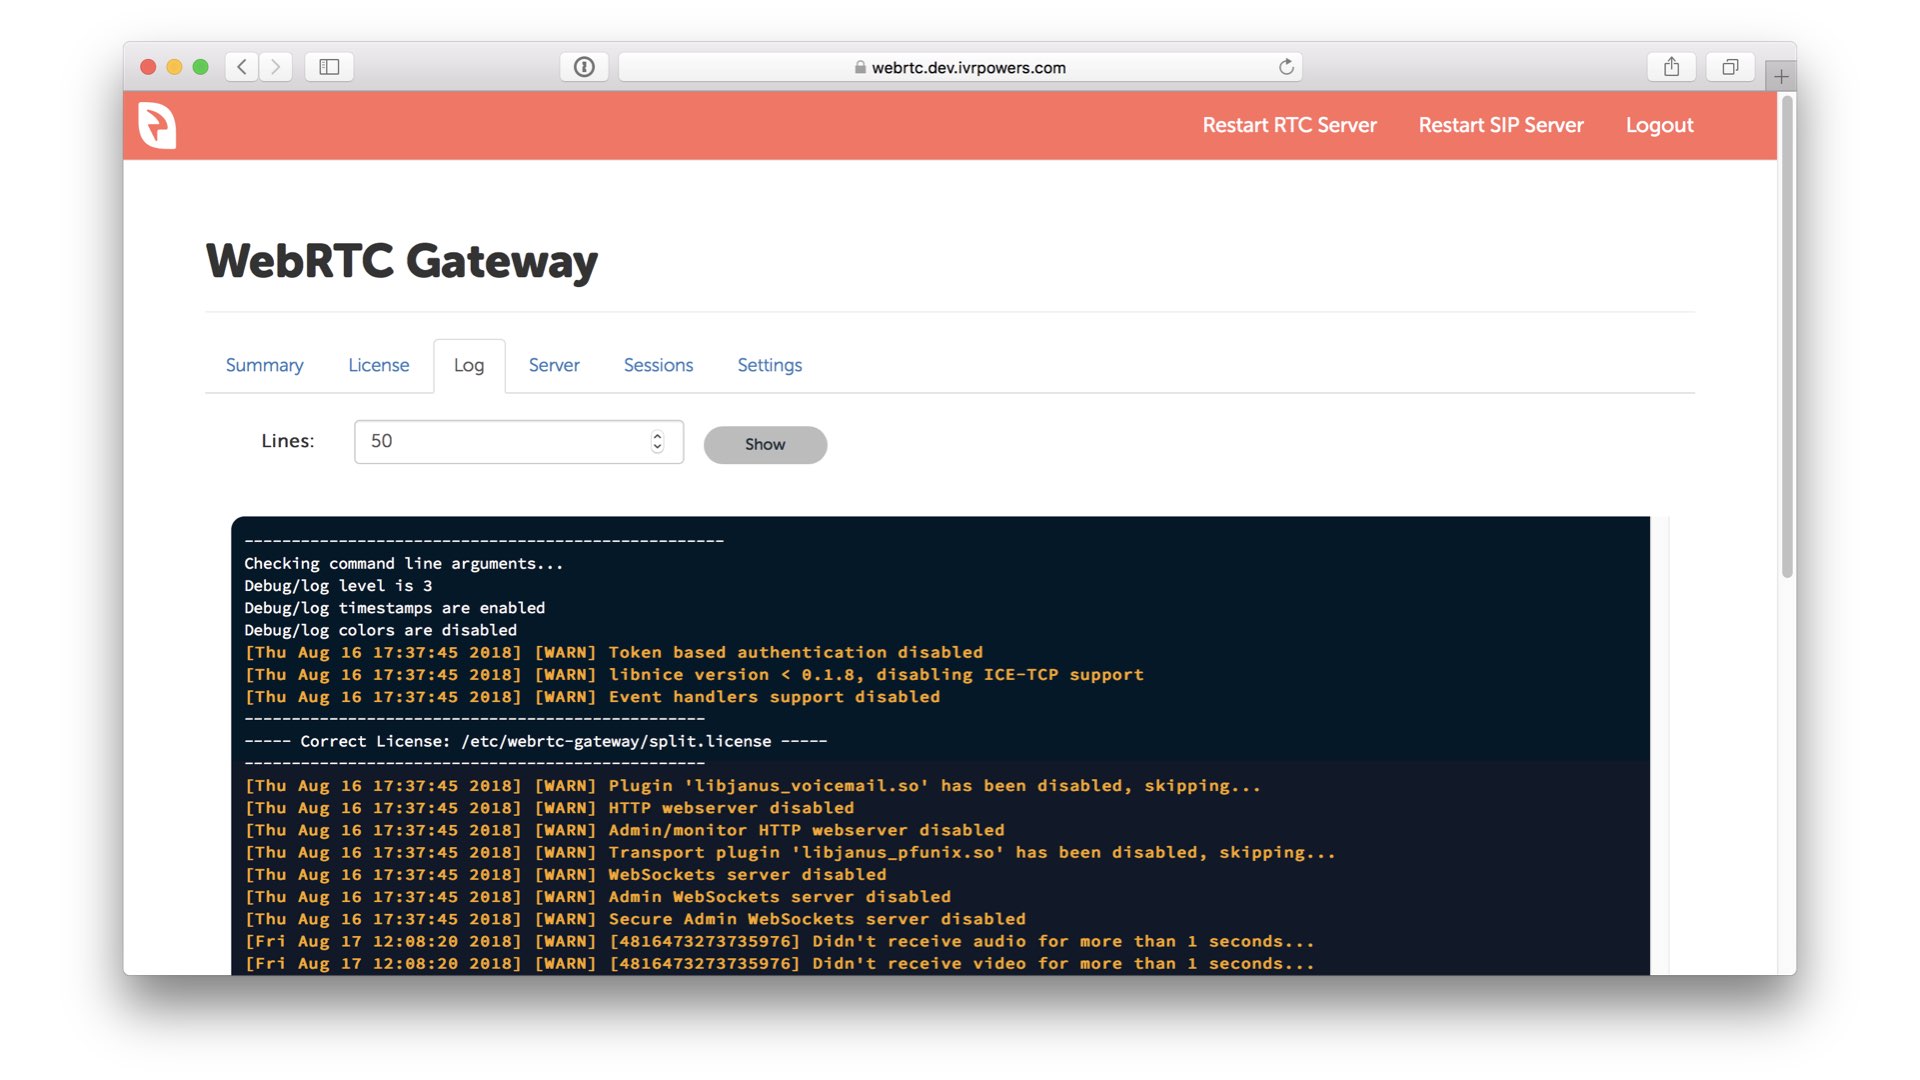 webrtc.dev.ivrpowers.com
Restart RTC Server Restart SIP Server Logout
WebRTC Gateway
Summary License Log Server Sessions Settings
Lines: 50 Show
---------------------------------------------------
Checking command line arguments...
Debug/log level is 3
Debug/log timestamps are enabled
Debug/log colors are disabled
[Thu Aug 16 17:37:45 2018] [WARN] Token based authentication disabled
[Thu Aug 16 17:37:45 2018] [WARN] libnice version < 0.1.8, disabling ICE-TCP support
[Thu Aug 16 17:37:45 2018] [WARN] Event handlers support disabled
-------------------------------------------------
----- Correct License: /etc/webrtc-gateway/split.license -----
-------------------------------------------------
[Thu Aug 16 17:37:45 2018] [WARN] Plugin 'libjanus_voicemail.so' has been disabled, skipping...
[Thu Aug 16 17:37:45 2018] [WARN] HTTP webserver disabled
[Thu Aug 16 17:37:45 2018] [WARN] Admin/monitor HTTP webserver disabled
[Thu Aug 16 17:37:45 2018] [WARN] Transport plugin 'libjanus_pfunix.so' has been disabled, skipping...
[Thu Aug 16 17:37:45 2018] [WARN] WebSockets server disabled
[Thu Aug 16 17:37:45 2018] [WARN] Admin WebSockets server disabled
[Thu Aug 16 17:37:45 2018] [WARN] Secure Admin WebSockets server disabled
[Fri Aug 17 12:08:20 2018] [WARN] [4816473273735976] Didn't receive audio for more than 1 seconds...
[Fri Aug 17 12:08:20 2018] [WARN] [4816473273735976] Didn't receive video for more than 1 seconds...